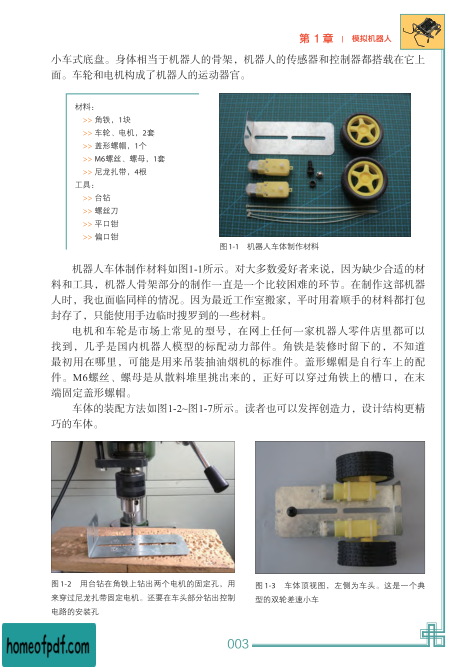 第 1 章 | 模拟机器人
小车式底盘。身体相当于机器人的骨架，机器人的传感器和控制器都搭载在它上
面。车轮和电机构成了机器人的运动器官。
材料：
>> 角铁，1块
>> 车轮、电机，2套
>> 盖形螺帽，1个
>> M6螺丝、螺母，1套
>> 尼龙扎带，4根
工具：
>> 台钻
>> 螺丝刀
>> 平口钳
>> 偏口钳
图1-1 机器人车体制作材料
机器人车体制作材料如图1-1所示。对大多数爱好者来说，因为缺少合适的材
料和工具，机器人骨架部分的制作一直是一个比较困难的环节。在制作这部机器
人时，我也面临同样的情况。因为最近工作室搬家，平时用着顺手的材料都打包
封存了，只能使用手边临时搜罗到的一些材料。
电机和车轮是市场上常见的型号，在网上任何一家机器人零件店里都可以
找到，几乎是国内机器人模型的标配动力部件。角铁是装修时留下的，不知道
最初用在哪里，可能是用来吊装抽油烟机的标准件。盖形螺帽是自行车上的配
件。M6螺丝、螺母是从散料堆里挑出来的，正好可以穿过角铁上的槽口，在末
端固定盖形螺帽。
车体的装配方法如图1-2~图1-7所示。读者也可以发挥创造力，设计结构更精
巧的车体。
图1-2 用台钻在角铁上钻出两个电机的固定孔，用
来穿过尼龙扎带固定电机。还要在车头部分钻出控制
电路的安装孔
图1-3 车体顶视图，左侧为车头。这是一个典
型的双轮差速小车
003
homeofpdf.com